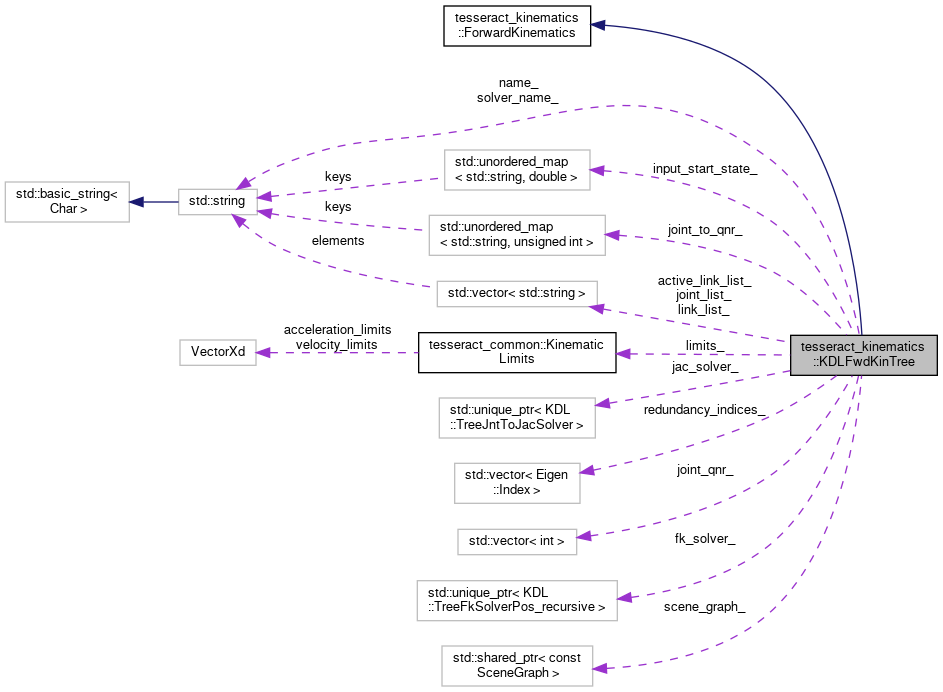 tesseract_kinematics
::ForwardKinematics
name_
solver_name_
std::unordered_map
< std::string, double >
input_start_state_
keys
std::basic_string<
Char >
std::string
keys
std::unordered_map
< std::string, unsigned int >
joint_to_qnr_
elements
std::vector< std::string >
active_link_list_
joint_list_
link_list_
acceleration_limits
velocity_limits
VectorXd
tesseract_common::Kinematic
Limits
limits_
tesseract_kinematics
::KDLFwdKinTree
jac_solver_
std::unique_ptr< KDL
::TreeJntToJacSolver >
redundancy_indices_
std::vector< Eigen
::Index >
joint_qnr_
std::vector< int >
fk_solver_
std::unique_ptr< KDL
::TreeFkSolverPos_recursive >
scene_graph_
std::shared_ptr< const
SceneGraph >